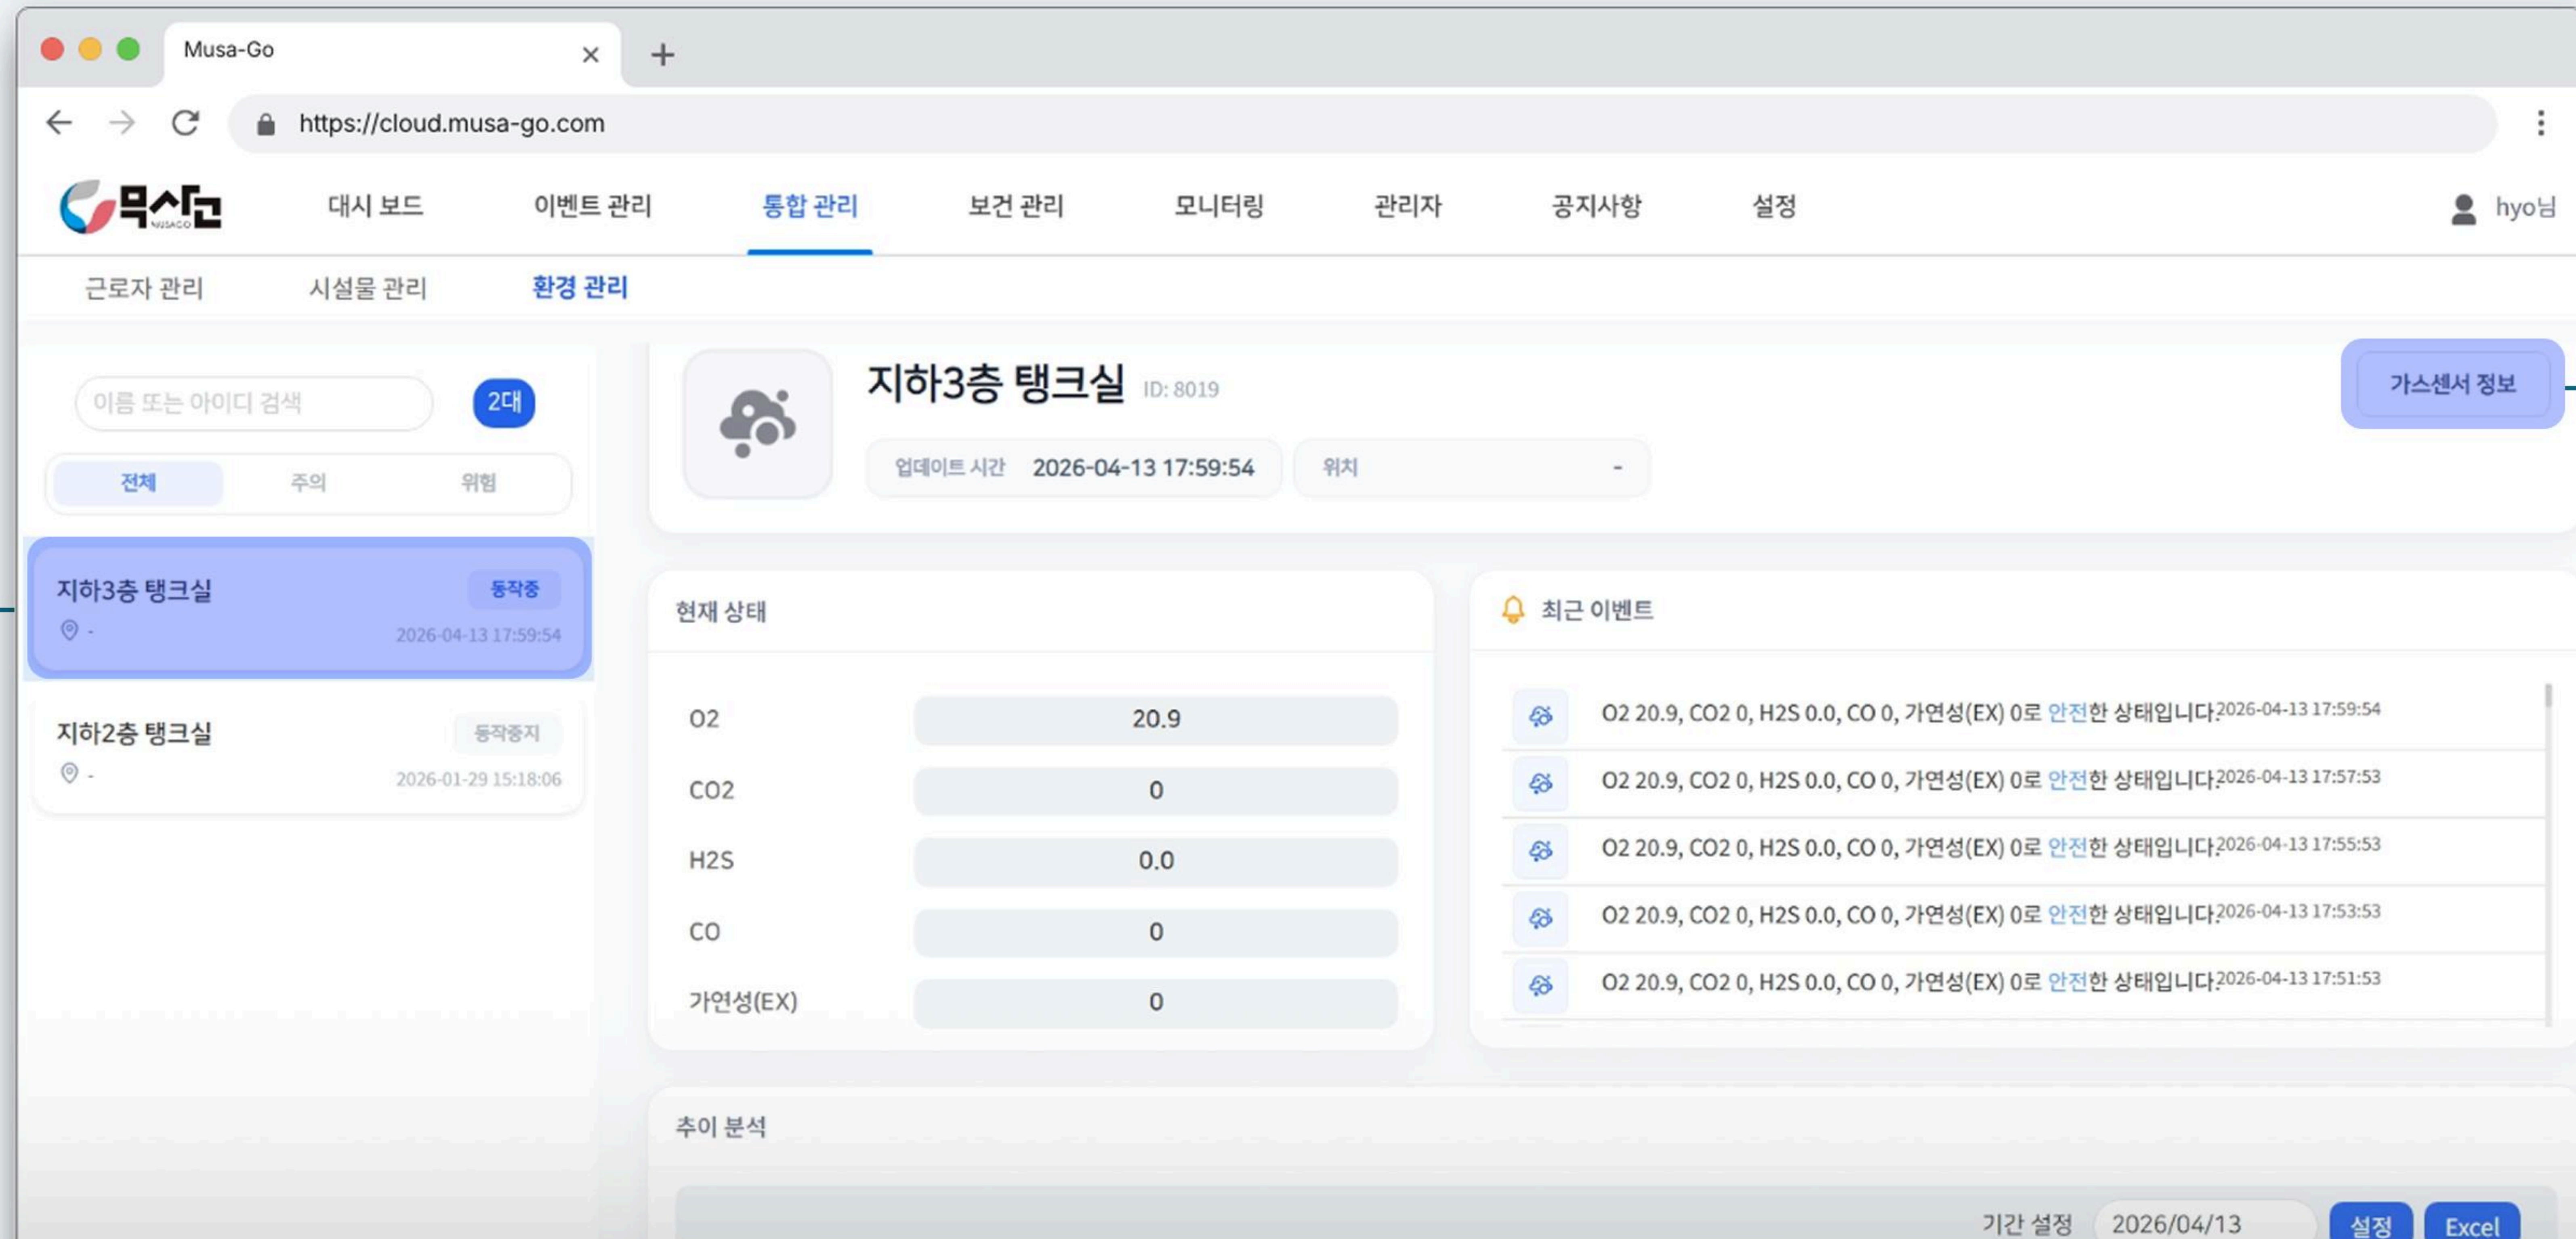 Musa-Go
https://cloud.musa-go.com
무사고 MUSAGO 대시 보드 이벤트 관리 통합 관리 보건 관리 모니터링 관리자 공지사항 설정 hyo님
근로자 관리 시설물 관리 환경 관리
이름 또는 아이디 검색 2대
전체 주의 위험
지하3층 탱크실 동작중
- 2026-04-13 17:59:54
지하2층 탱크실 동작중지
- 2026-01-29 15:18:06
지하3층 탱크실 ID: 8019 가스센서 정보
업데이트 시간 2026-04-13 17:59:54 위치 -
현재 상태
O2 20.9
CO2 0
H2S 0.0
CO 0
가연성(EX) 0
최근 이벤트
O2 20.9, CO2 0, H2S 0.0, CO 0, 가연성(EX) 0로 안전한 상태입니다. 2026-04-13 17:59:54
O2 20.9, CO2 0, H2S 0.0, CO 0, 가연성(EX) 0로 안전한 상태입니다. 2026-04-13 17:57:53
O2 20.9, CO2 0, H2S 0.0, CO 0, 가연성(EX) 0로 안전한 상태입니다. 2026-04-13 17:55:53
O2 20.9, CO2 0, H2S 0.0, CO 0, 가연성(EX) 0로 안전한 상태입니다. 2026-04-13 17:53:53
O2 20.9, CO2 0, H2S 0.0, CO 0, 가연성(EX) 0로 안전한 상태입니다. 2026-04-13 17:51:53
추이 분석
기간 설정 2026/04/13 설정 Excel